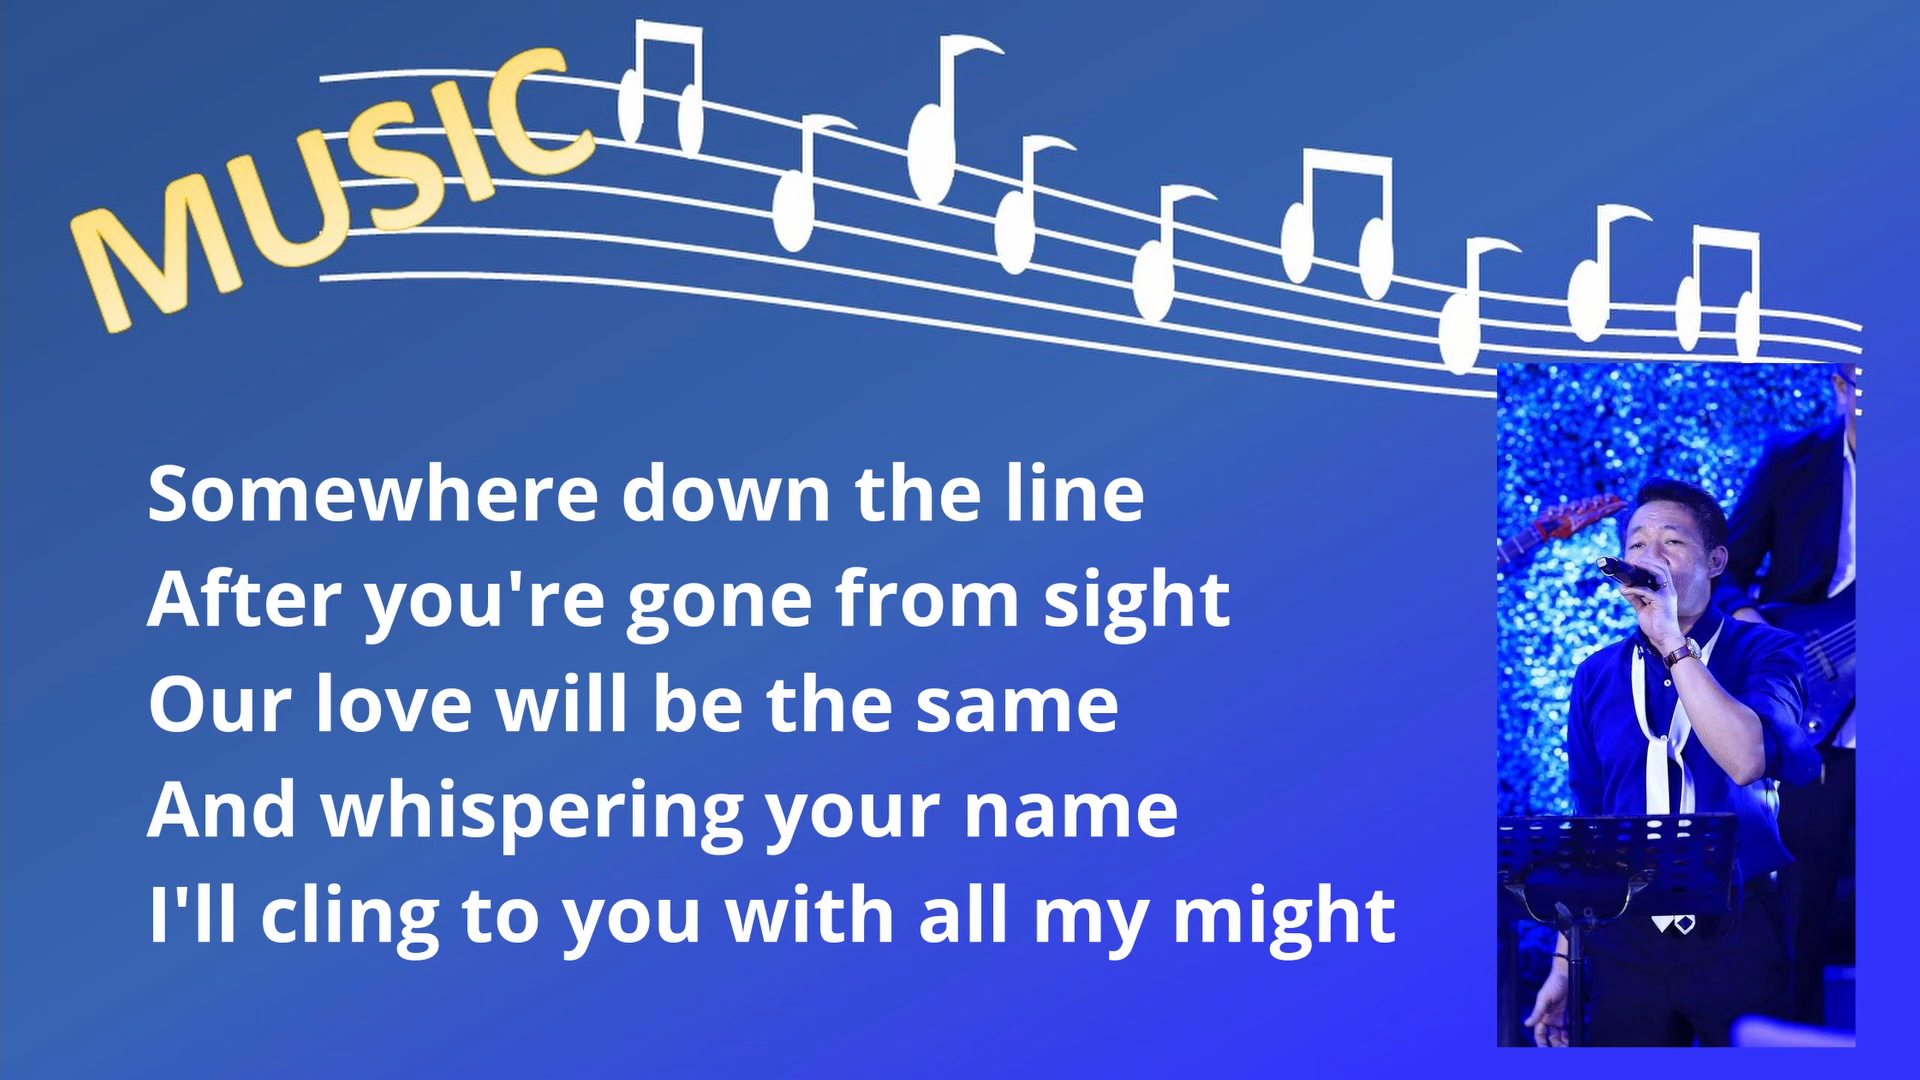 MUSIC
Somewhere down the line
After you're gone from sight
Our love will be the same
And whispering your name
I'll cling to you with all my might